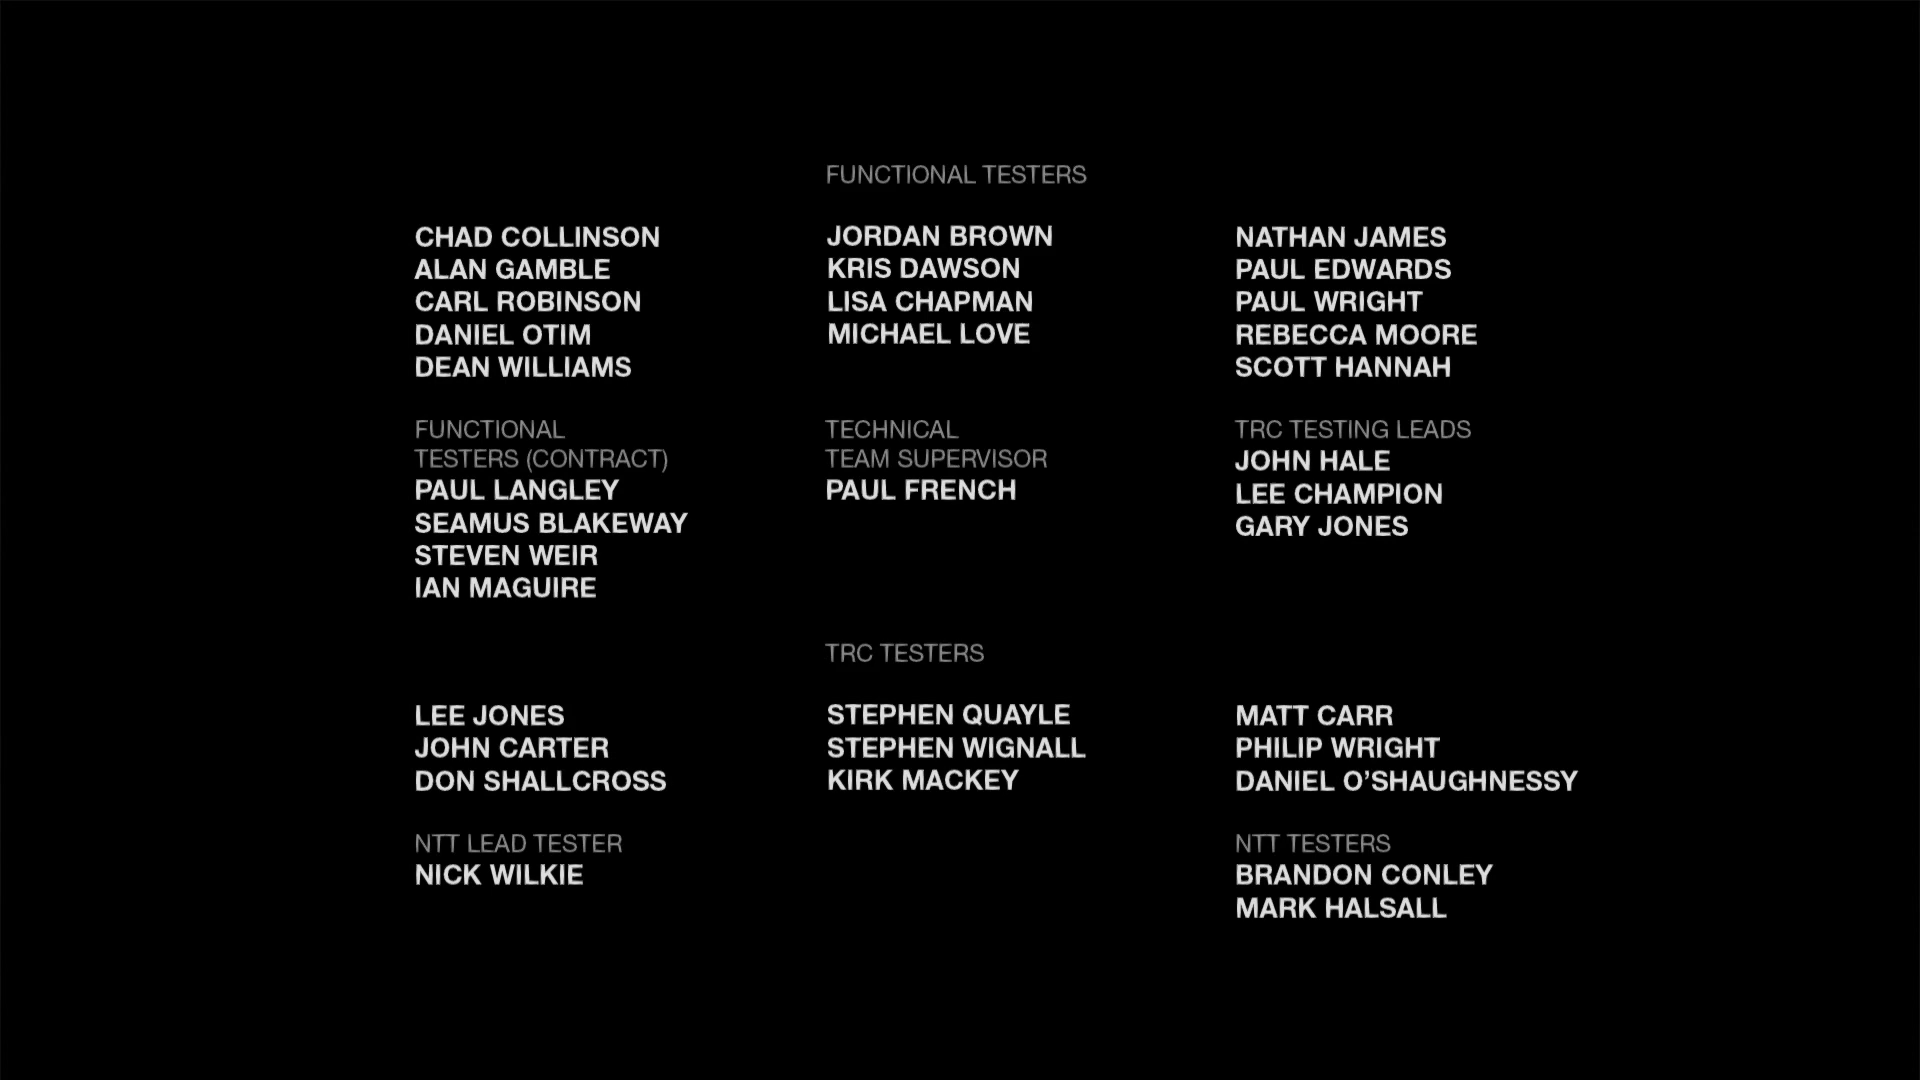 FUNCTIONAL TESTERS
CHAD COLLINSON
ALAN GAMBLE
CARL ROBINSON
DANIEL OTIM
DEAN WILLIAMS
JORDAN BROWN
KRIS DAWSON
LISA CHAPMAN
MICHAEL LOVE
NATHAN JAMES
PAUL EDWARDS
PAUL WRIGHT
REBECCA MOORE
SCOTT HANNAH
FUNCTIONAL
TESTERS (CONTRACT)
PAUL LANGLEY
SEAMUS BLAKEWAY
STEVEN WEIR
IAN MAGUIRE
TECHNICAL
TEAM SUPERVISOR
PAUL FRENCH
TRC TESTING LEADS
JOHN HALE
LEE CHAMPION
GARY JONES
TRC TESTERS
LEE JONES
JOHN CARTER
DON SHALLCROSS
STEPHEN QUAYLE
STEPHEN WIGNALL
KIRK MACKEY
MATT CARR
PHILIP WRIGHT
DANIEL O’SHAUGHNESSY
NTT LEAD TESTER
NICK WILKIE
NTT TESTERS
BRANDON CONLEY
MARK HALSALL